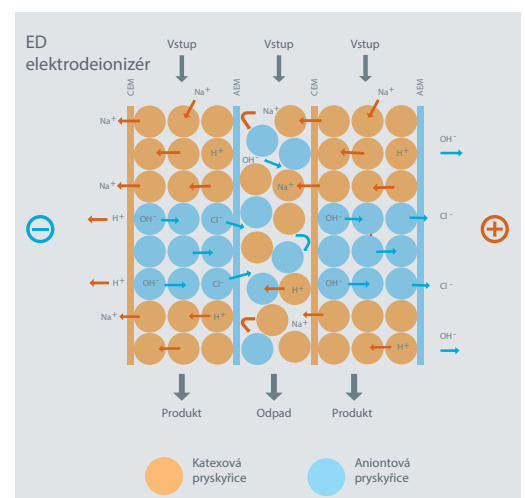 ED
elektrodeionizér
Vstup
Vstup
Vstup
CEM
AEM
CEM
AEM
Na⁺
Na⁺
Na⁺
Na⁺
OH⁻
H⁺
OH⁻
H⁺
Na⁺
Na⁺
H⁺
OH⁻
Cl⁻
OH⁻
Cl⁻
H⁺
OH⁻
Cl⁻
H⁺
OH⁻
Cl⁻
Na⁺
H⁺
Na⁺
OH⁻
H⁺
Produkt
Odpad
Produkt
Katexová
pryskyřice
Aniontová
pryskyřice